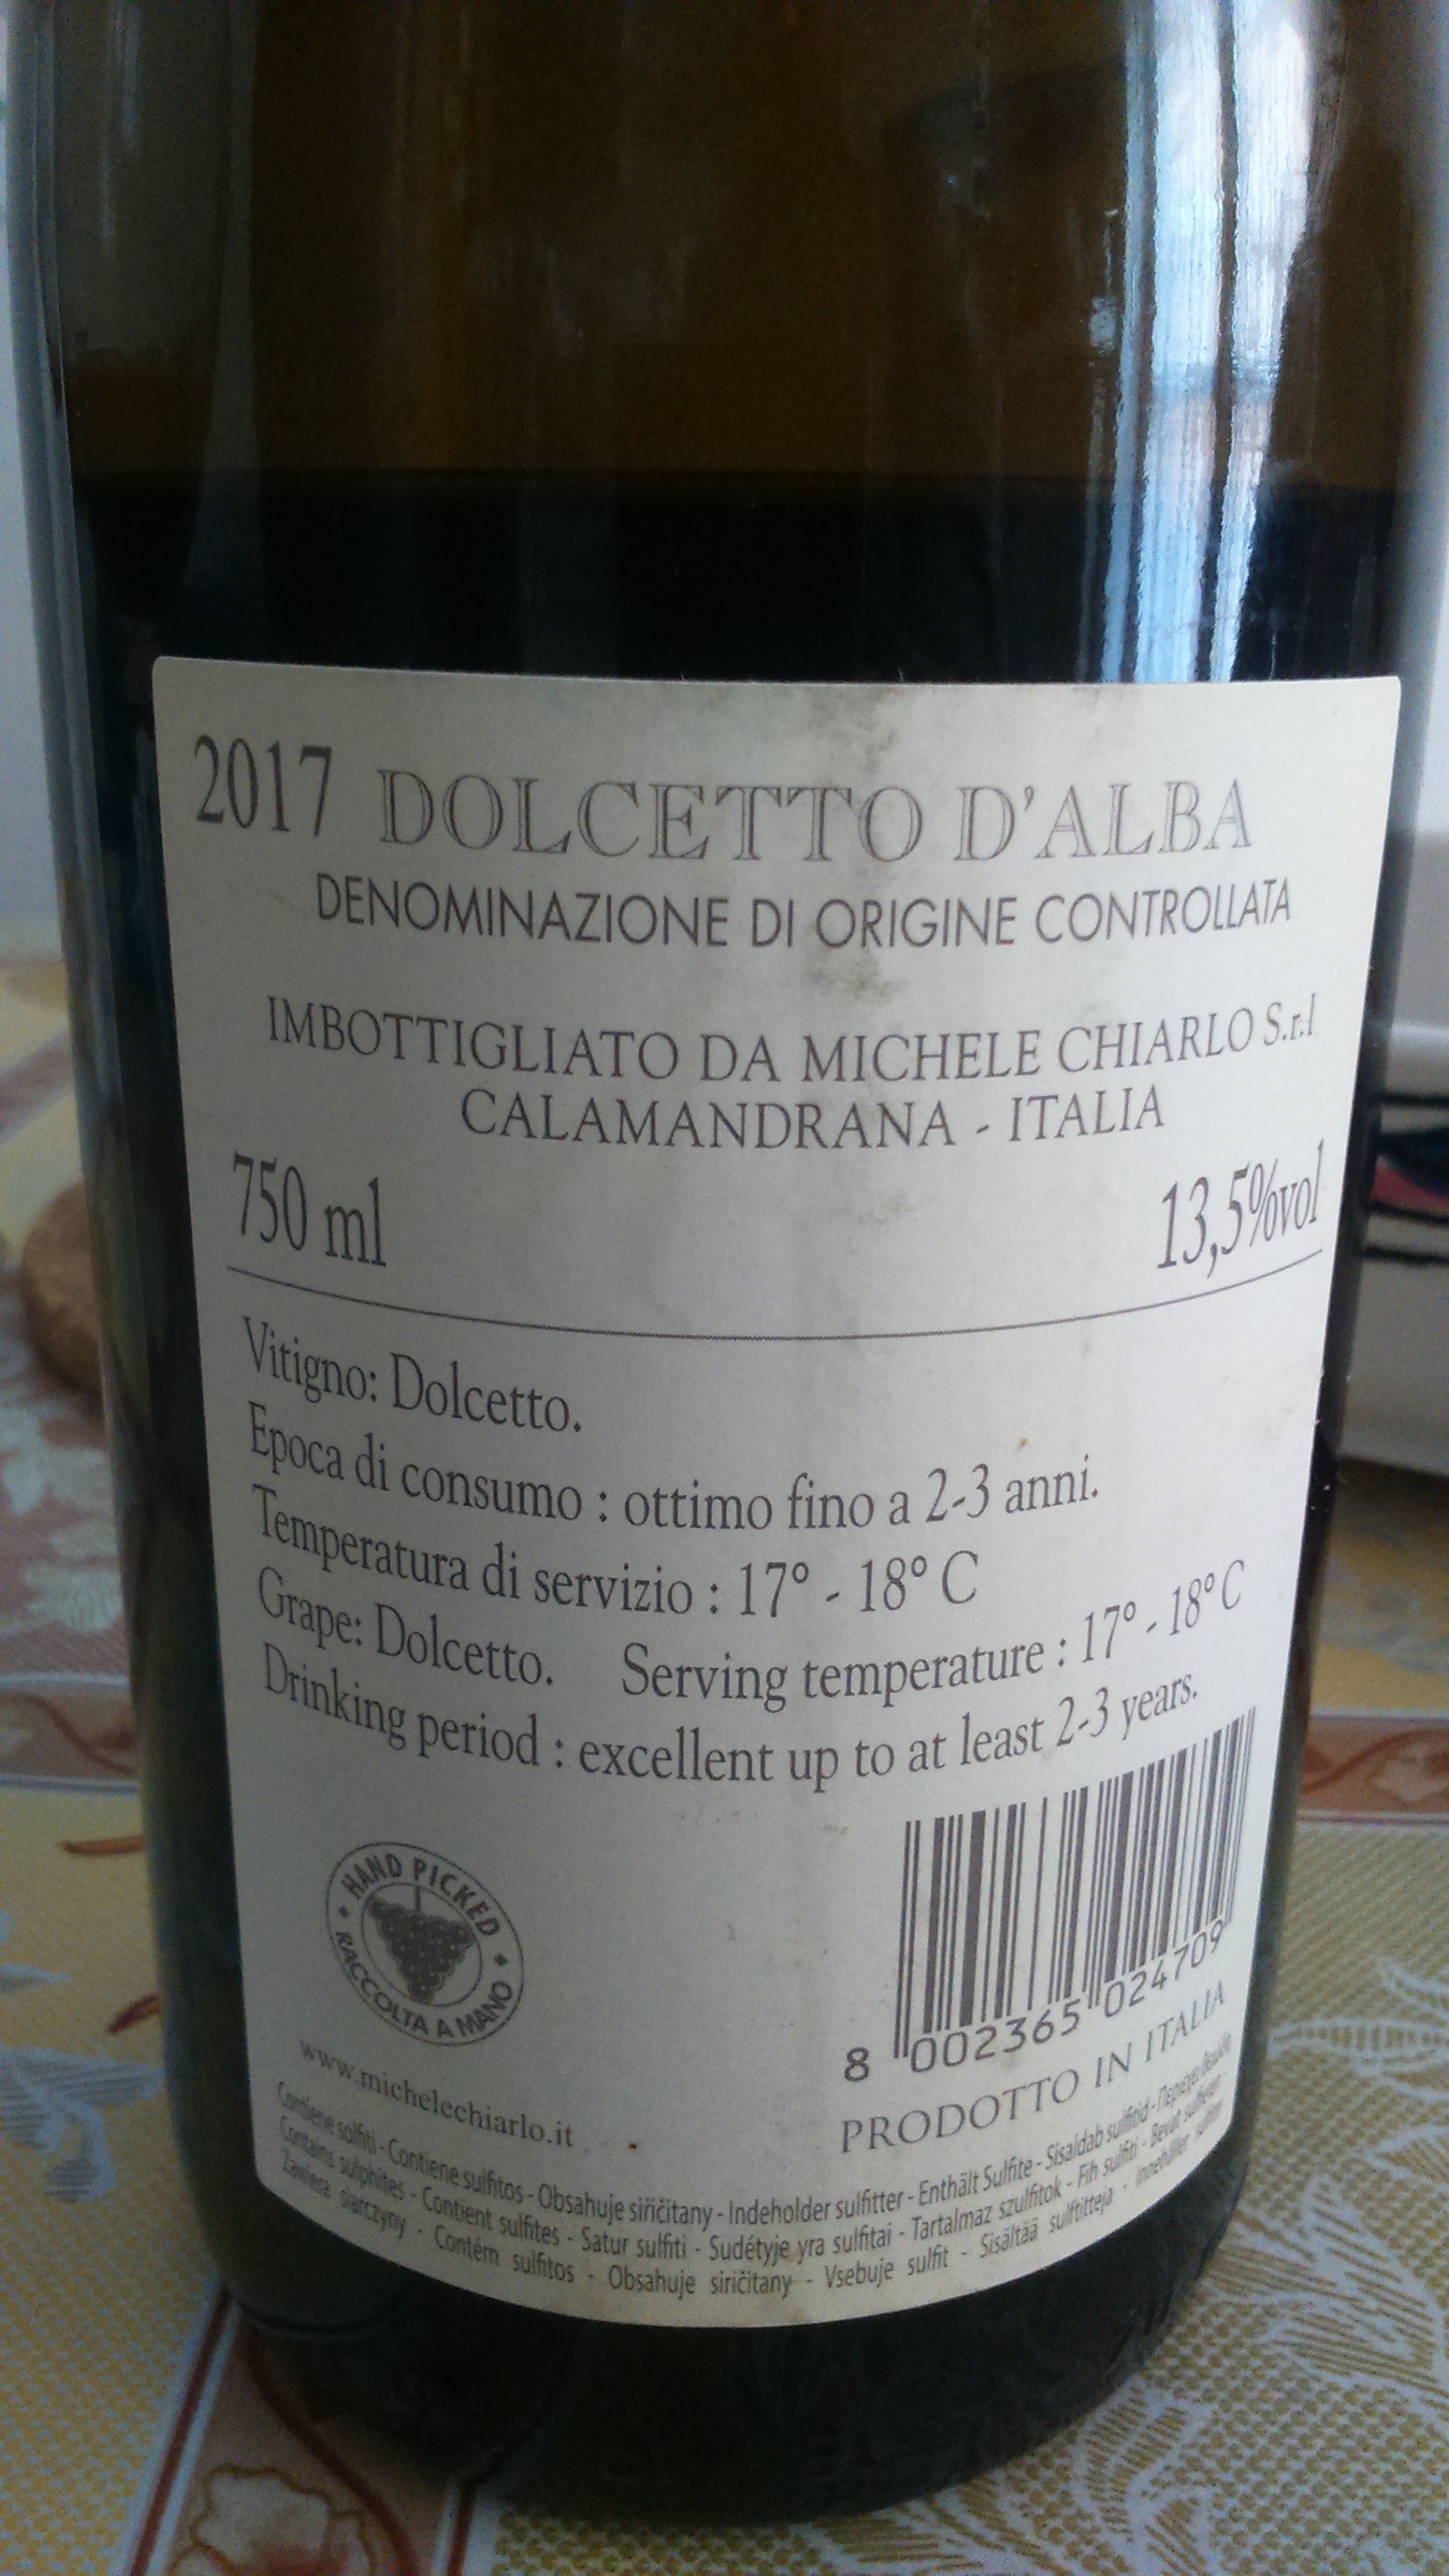 2017 DOLCETTO D'ALBA
DENOMINAZIONE DI ORIGINE CONTROLLATA
IMBOTTIGLIATO DA MICHELE CHIARLO S.r.l
CALAMANDRANA - ITALIA
750 ml 13,5%vol
Vitigno: Dolcetto.
Epoca di consumo : ottimo fino a 2-3 anni.
Temperatura di servizio : 17° - 18° C
Grape: Dolcetto. Serving temperature : 17° - 18° C
Drinking period : excellent up to at least 2-3 years.
HAND PICKED
RACCOLTA A MANO
8 002365 024709
PRODOTTO IN ITALIA
www.michelechiarlo.it
Contiene solfiti - Contiene sulfitos - Obsahuje siřičitany - Indeholder sulfitter - Enthält Sulfite - Sisaldab sulfitid - Περιέχει
Contains sulphites - Contient sulfites - Satur sulfiti - Sudėtyje yra sulfitai - Tartalmaz szulfitok - Fih sulfiti - Bevat sulfieten
Zawiera siarczyny - Contém sulfitos - Obsahuje siričitany - Vsebuje sulfit - Sisältää sulfiitteja - Innehåller sulfiter